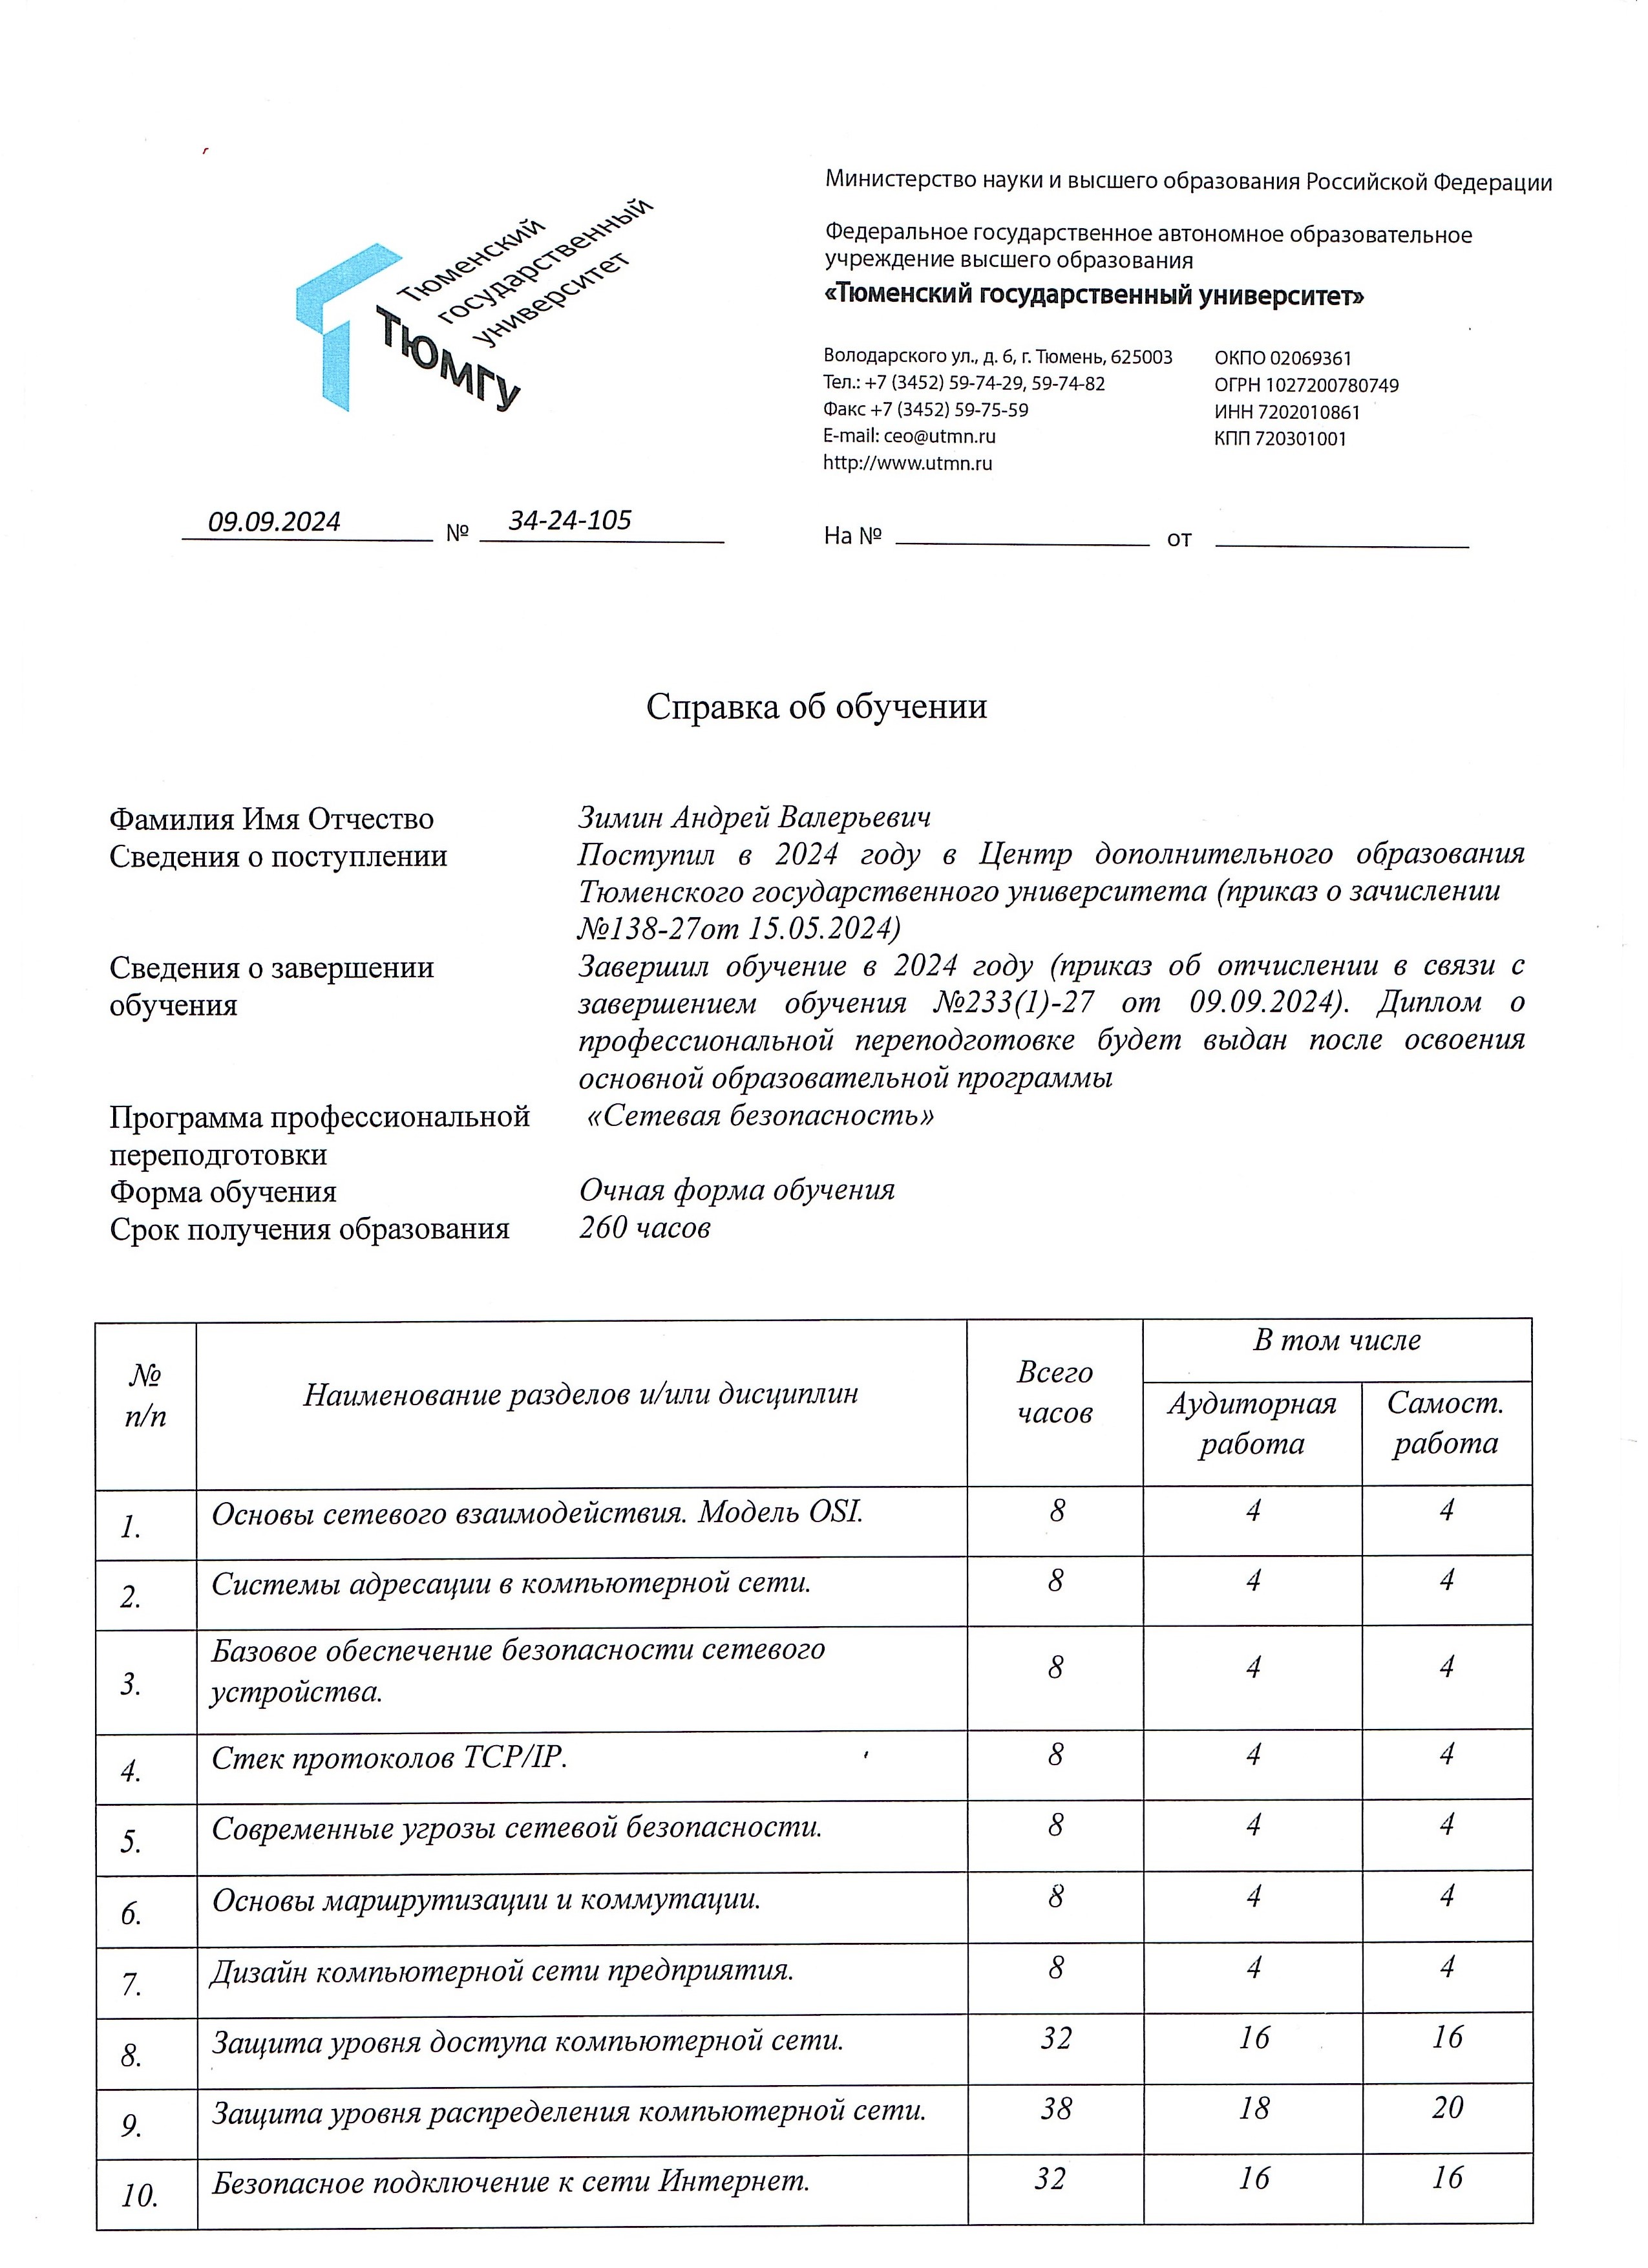 Тюменский
государственный
университет
ТЮМГУ
Министерство науки и высшего образования Российской Федерации
Федеральное государственное автономное образовательное
учреждение высшего образования
«Тюменский государственный университет»
Володарского ул., д. 6, г. Тюмень, 625003 ОКПО 02069361
Тел.: +7 (3452) 59-74-29, 59-74-82 ОГРН 1027200780749
Факс +7 (3452) 59-75-59 ИНН 7202010861
E-mail: ceo@utmn.ru КПП 720301001
http://www.utmn.ru
09.09.2024 № 34-24-105 На № от
Справка об обучении
Фамилия Имя Отчество Зимин Андрей Валерьевич
Сведения о поступлении Поступил в 2024 году в Центр дополнительного образования
Тюменского государственного университета (приказ о зачислении
№138-27от 15.05.2024)
Сведения о завершении Завершил обучение в 2024 году (приказ об отчислении в связи с
обучения завершением обучения №233(1)-27 от 09.09.2024). Диплом о
профессиональной переподготовке будет выдан после освоения
основной образовательной программы
Программа профессиональной «Сетевая безопасность»
переподготовки
Форма обучения Очная форма обучения
Срок получения образования 260 часов
В том числе
№ Всего
п/п Наименование разделов и/или дисциплин часов Аудиторная Самост.
работа работа
1. Основы сетевого взаимодействия. Модель OSI. 8 4 4
2. Системы адресации в компьютерной сети. 8 4 4
Базовое обеспечение безопасности сетевого
3. устройства. 8 4 4
4. Стек протоколов TCP/IP. 8 4 4
5. Современные угрозы сетевой безопасности. 8 4 4
6. Основы маршрутизации и коммутации. 8 4 4
7. Дизайн компьютерной сети предприятия. 8 4 4
8. Защита уровня доступа компьютерной сети. 32 16 16
9. Защита уровня распределения компьютерной сети. 38 18 20
10. Безопасное подключение к сети Интернет. 32 16 16